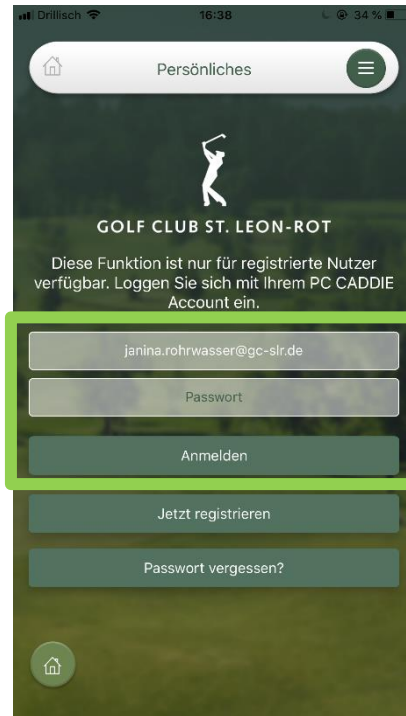 Drillisch 16:38 34 %
Persönliches
GOLF CLUB ST. LEON-ROT
Diese Funktion ist nur für registrierte Nutzer
verfügbar. Loggen Sie sich mit Ihrem PC CADDIE
Account ein.
janina.rohrwasser@gc-slr.de
Passwort
Anmelden
Jetzt registrieren
Passwort vergessen?